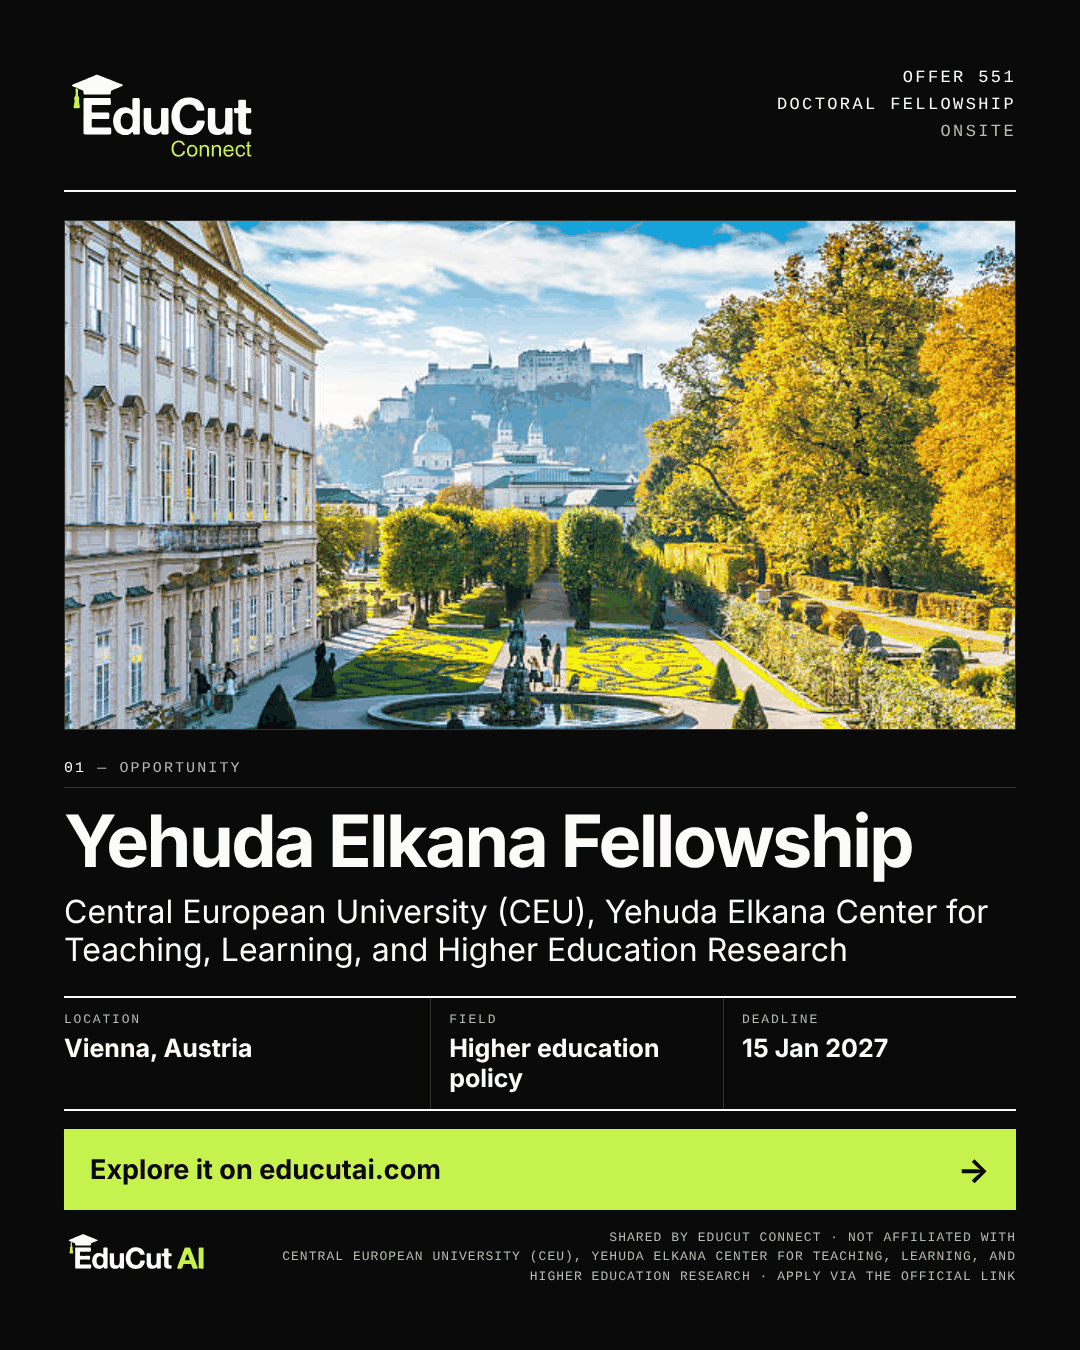 EduCut
Connect
OFFER 551
DOCTORAL FELLOWSHIP
ONSITE
01 — OPPORTUNITY
Yehuda Elkana Fellowship
Central European University (CEU), Yehuda Elkana Center for
Teaching, Learning, and Higher Education Research
LOCATION
Vienna, Austria
FIELD
Higher education
policy
DEADLINE
15 Jan 2027
Explore it on educutai.com →
EduCut AI
SHARED BY EDUCUT CONNECT · NOT AFFILIATED WITH
CENTRAL EUROPEAN UNIVERSITY (CEU), YEHUDA ELKANA CENTER FOR TEACHING, LEARNING, AND
HIGHER EDUCATION RESEARCH · APPLY VIA THE OFFICIAL LINK